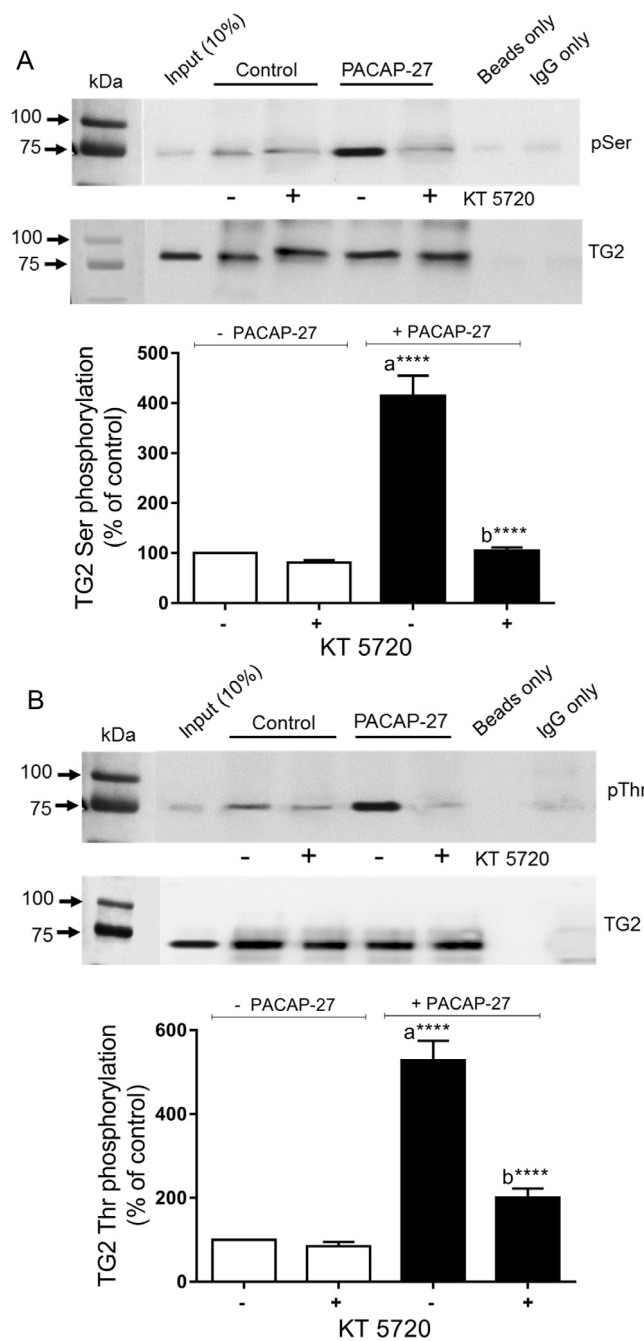 A
kDa
Input (10%)
Control
PACAP-27
Beads only
IgG only
100
75
pSer
- + - + KT 5720
100
75
TG2
- PACAP-27 + PACAP-27
TG2 Ser phosphorylation
(% of control)
500
400
300
200
100
0
a****
b****
- + - +
KT 5720
B
kDa
Input (10%)
Control
PACAP-27
Beads only
IgG only
100
75
pThr
- + - + KT 5720
100
75
TG2
- PACAP-27 + PACAP-27
TG2 Thr phosphorylation
(% of control)
600
400
200
0
a****
b****
- + - +
KT 5720